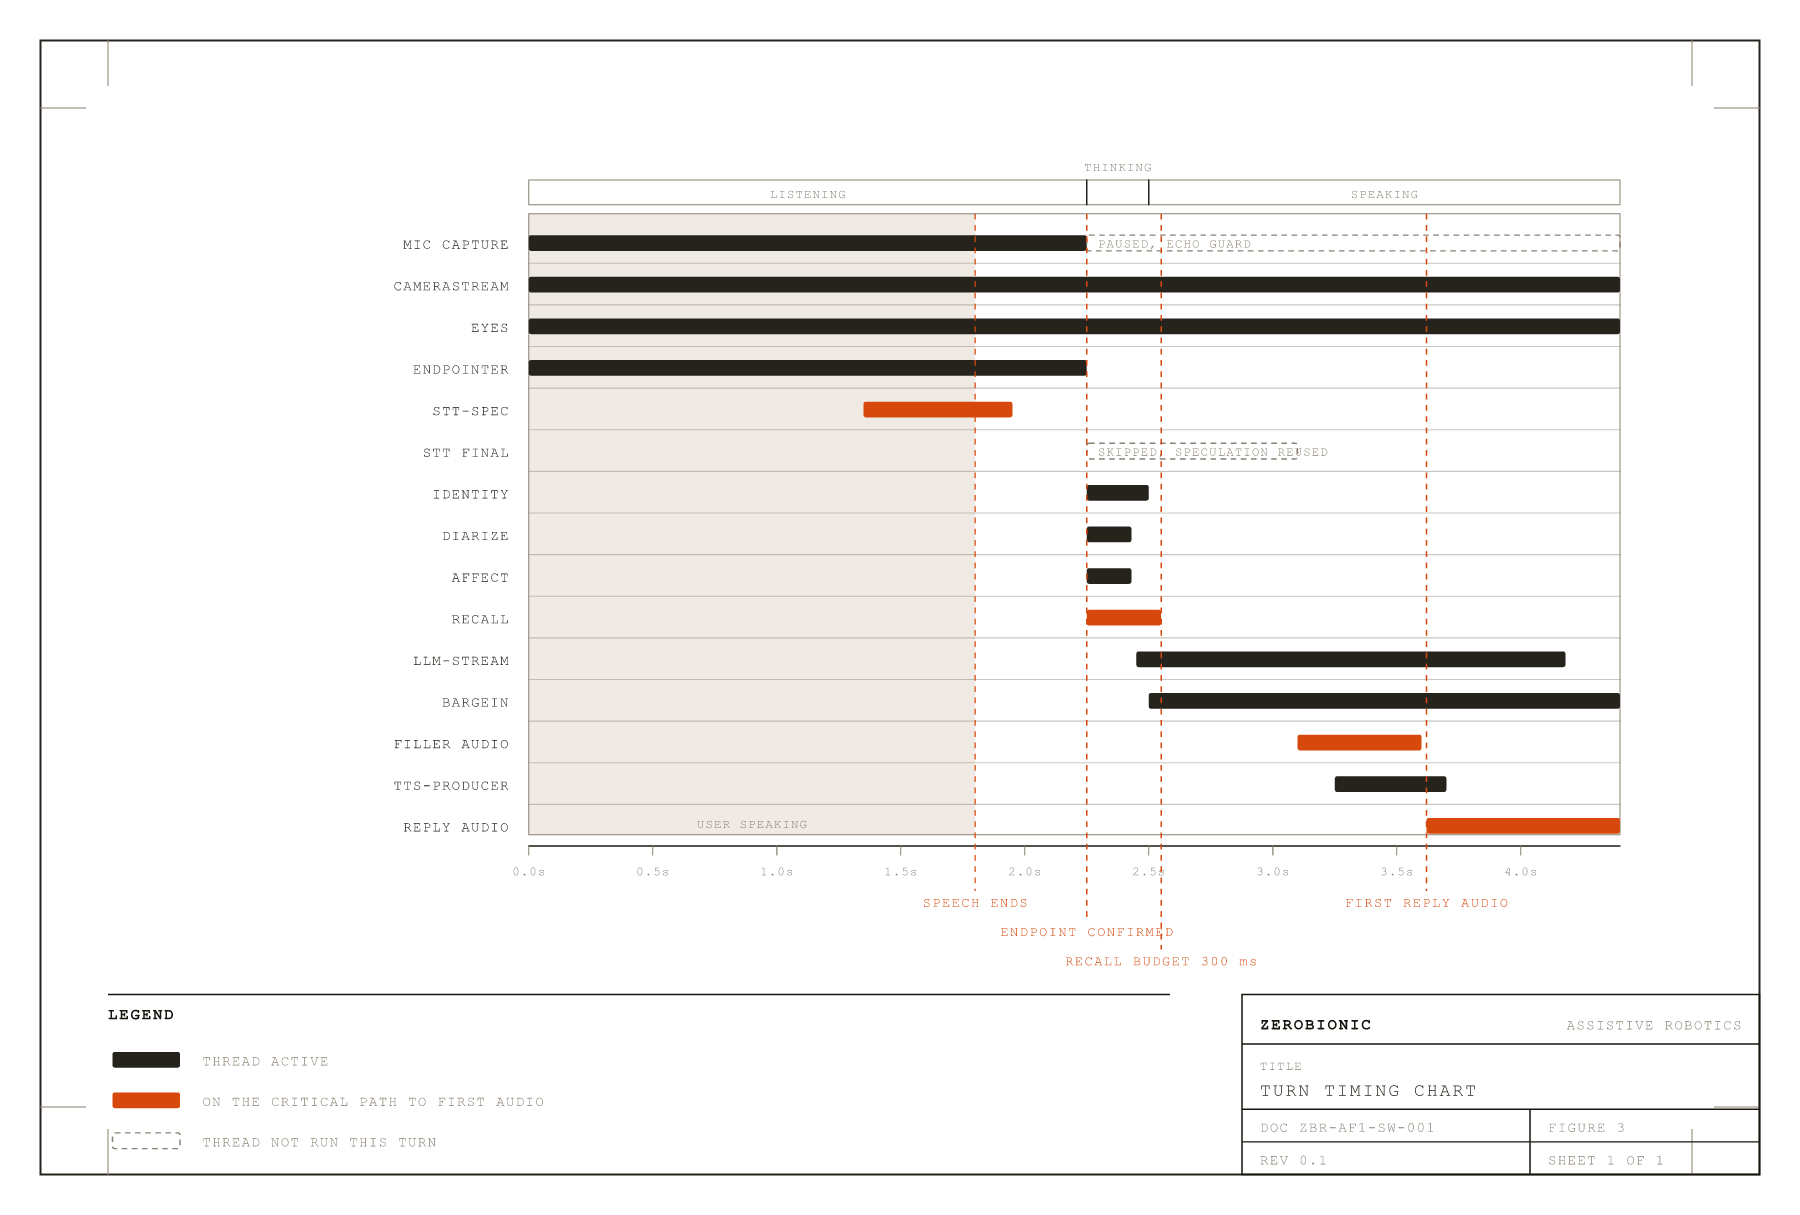 THINKING
LISTENING
SPEAKING
MIC CAPTURE
PAUSED, ECHO GUARD
CAMERASTREAM
EYES
ENDPOINTER
STT-SPEC
STT FINAL
SKIPPED, SPECULATION REUSED
IDENTITY
DIARIZE
AFFECT
RECALL
LLM-STREAM
BARGEIN
FILLER AUDIO
TTS-PRODUCER
REPLY AUDIO
USER SPEAKING
0.0s 0.5s 1.0s 1.5s 2.0s 2.5s 3.0s 3.5s 4.0s
SPEECH ENDS
FIRST REPLY AUDIO
ENDPOINT CONFIRMED
RECALL BUDGET 300 ms
LEGEND
THREAD ACTIVE
ON THE CRITICAL PATH TO FIRST AUDIO
THREAD NOT RUN THIS TURN
ZEROBIONIC
ASSISTIVE ROBOTICS
TITLE
TURN TIMING CHART
DOC ZBR-AF1-SW-001
FIGURE 3
REV 0.1
SHEET 1 OF 1